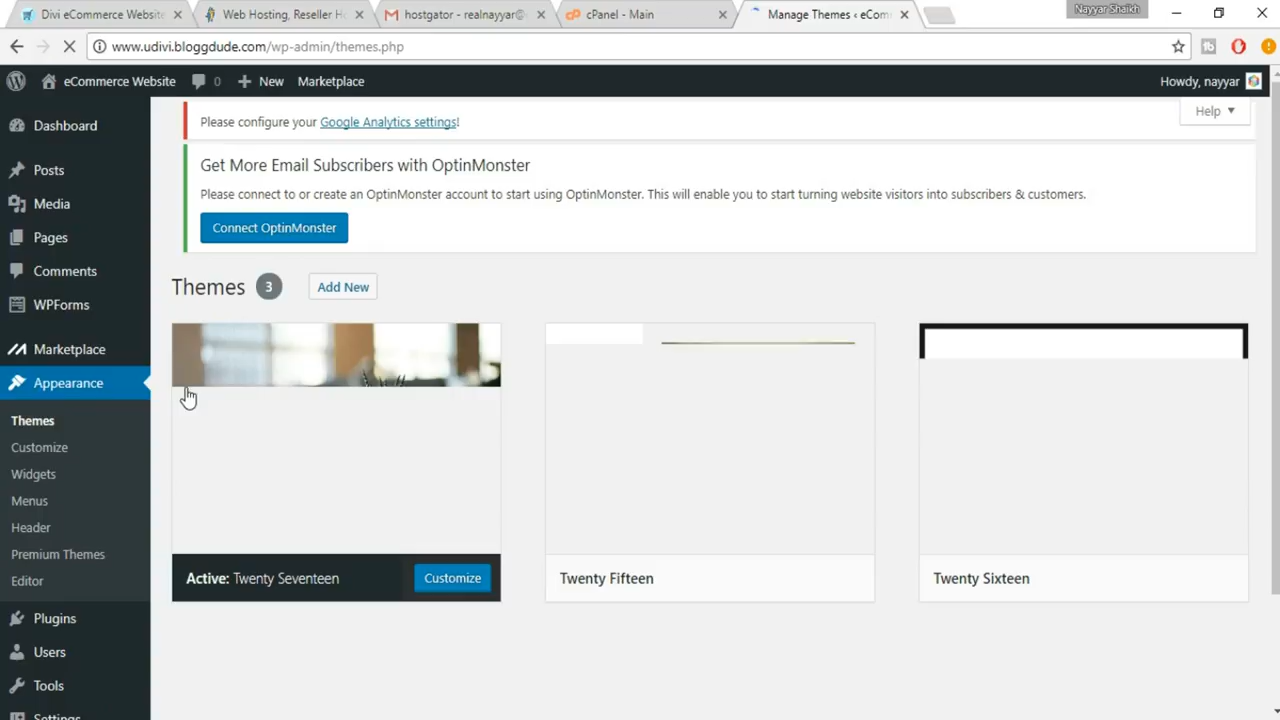 Divi eCommerce Website
Web Hosting, Reseller Ho
hostgator - realnayyar@
cPanel - Main
Manage Themes ‹ eCom
Nayyar Shaikh
www.udivi.bloggdude.com/wp-admin/themes.php
eCommerce Website
0
New
Marketplace
Howdy, nayyar
Dashboard
Posts
Media
Pages
Comments
WPForms
Marketplace
Appearance
Themes
Customize
Widgets
Menus
Header
Premium Themes
Editor
Plugins
Users
Tools
Settings
Please configure your Google Analytics settings!
Help
Get More Email Subscribers with OptinMonster
Please connect to or create an OptinMonster account to start using OptinMonster. This will enable you to start turning website visitors into subscribers & customers.
Connect OptinMonster
Themes 3 Add New
Active: Twenty Seventeen
Customize
Twenty Fifteen
Twenty Sixteen